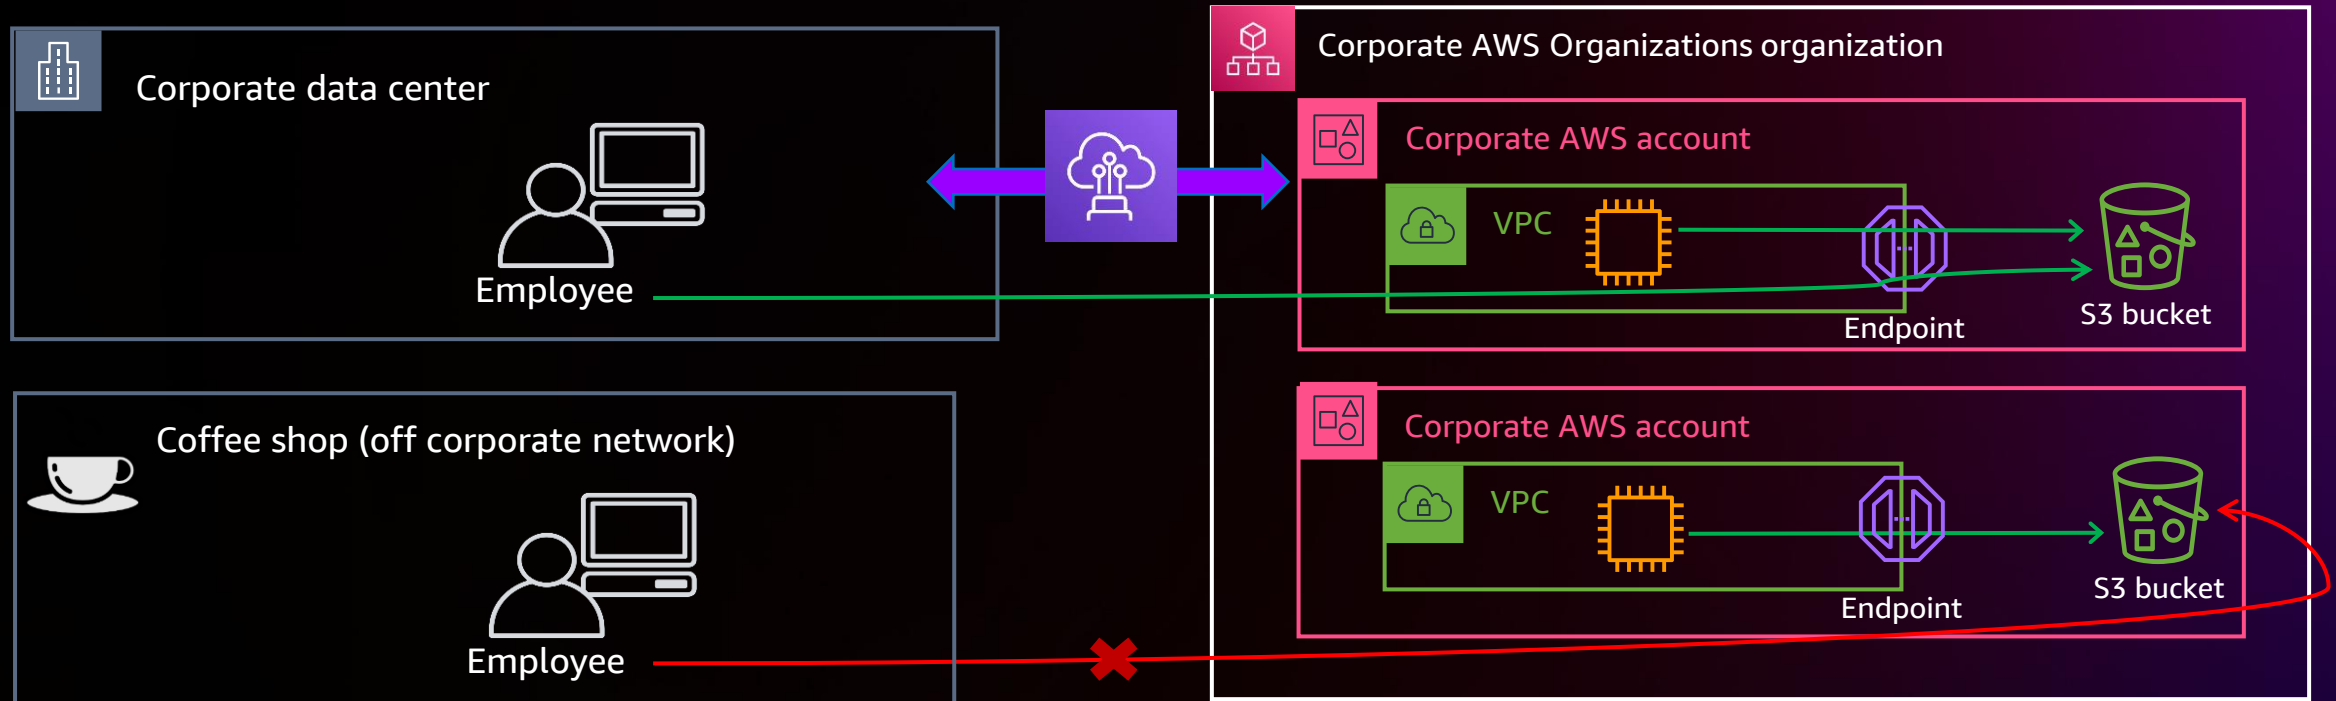 Corporate data center
Employee
Corporate AWS Organizations organization
Corporate AWS account
VPC
Endpoint
S3 bucket
Coffee shop (off corporate network)
Employee
Corporate AWS account
VPC
Endpoint
S3 bucket